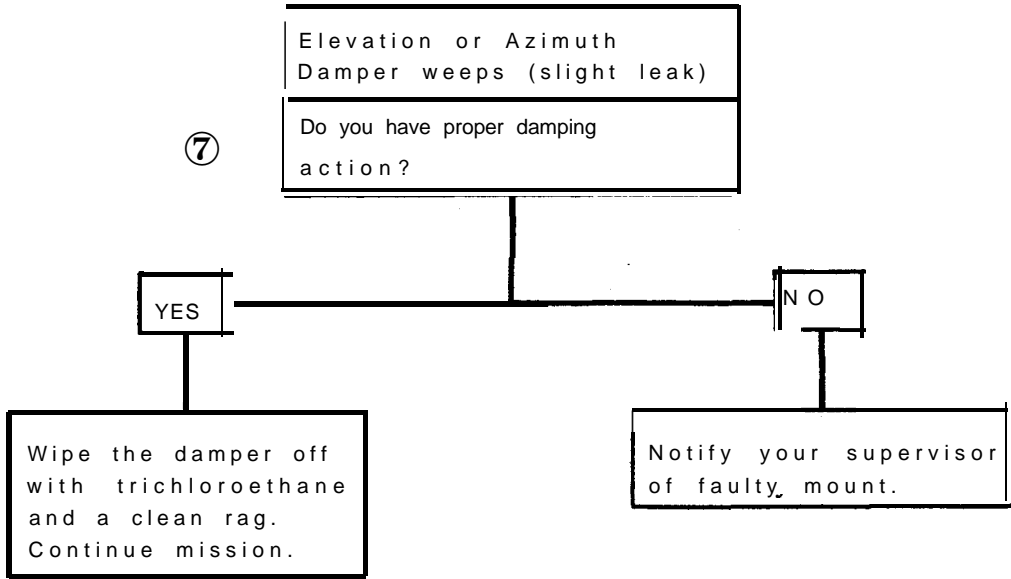 Elevation or Azimuth
Damper weeps (slight leak)
⑦
Do you have proper damping
action?
YES
NO
Wipe the damper off
with trichloroethane
and a clean rag.
Continue mission.
Notify your supervisor
of faulty mount.